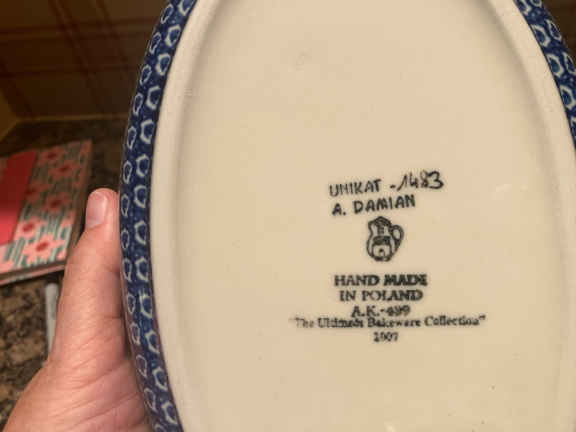 UNIKAT -1483
A. DAMIAN
HAND MADE
IN POLAND
A.K.-499
"The Ultimate Bakeware Collection"
2007